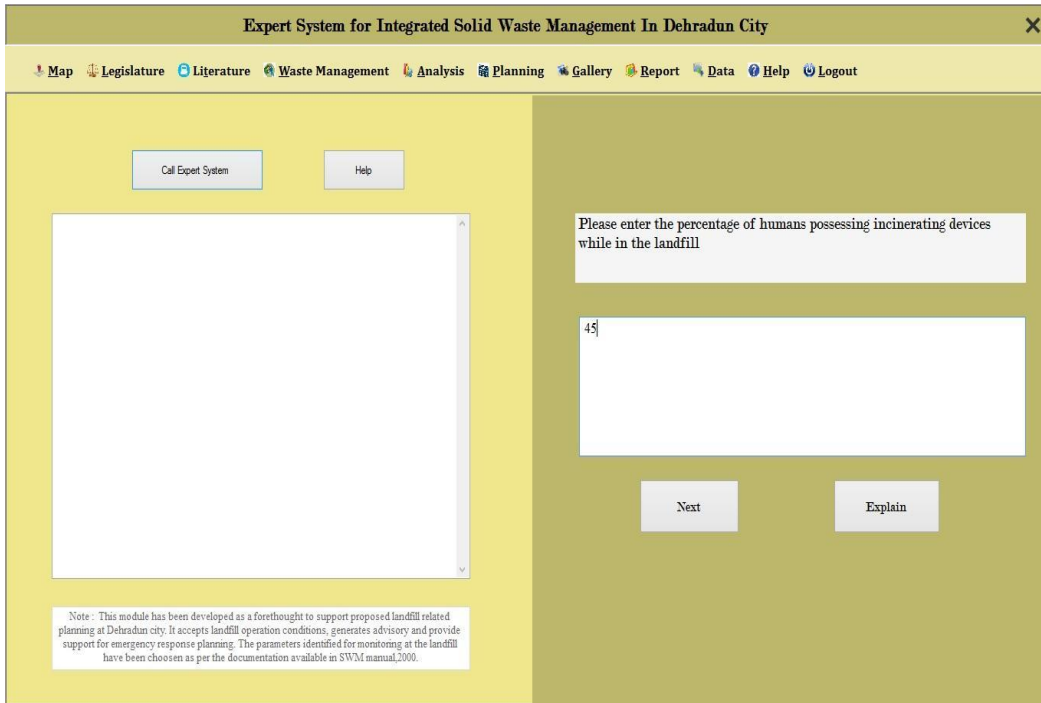 Expert System for Integrated Solid Waste Management In Dehradun City
Map Legislature Literature Waste Management Analysis Planning Gallery Report Data Help Logout
Call Expert System Help
Note : This module has been developed as a forethought to support proposed landfill related
planning at Dehradun city. It accepts landfill operation conditions, generates advisory and provide
support for emergency response planning. The parameters identified for monitoring at the landfill
have been choosen as per the documentation available in SWM manual,2000.
Please enter the percentage of humans possessing incinerating devices
while in the landfill
45
Next Explain